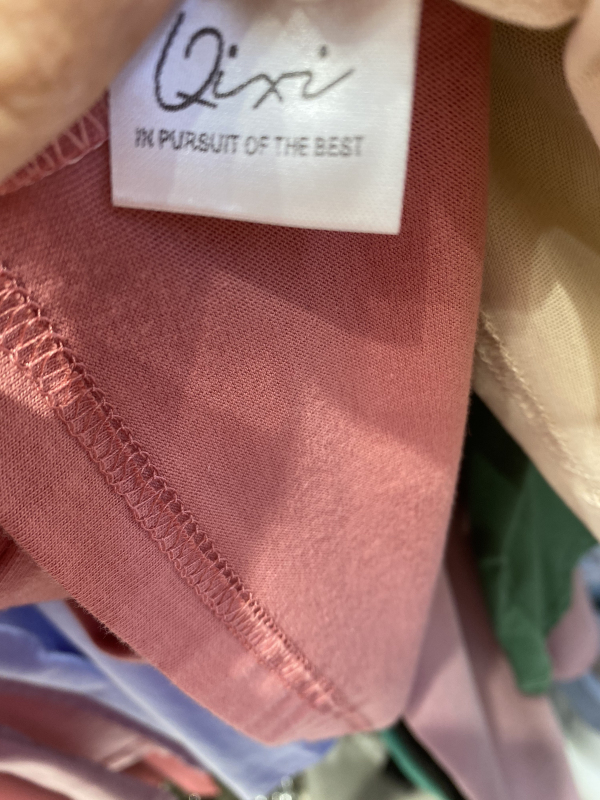 Qixi
IN PURSUIT OF THE BEST